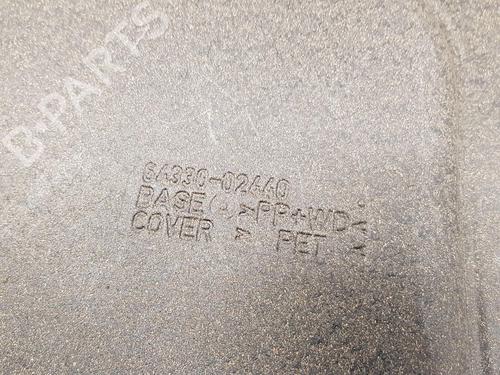 B-PARTS
64330-02440
BASE(A)>PP+WD<
COVER > PET <